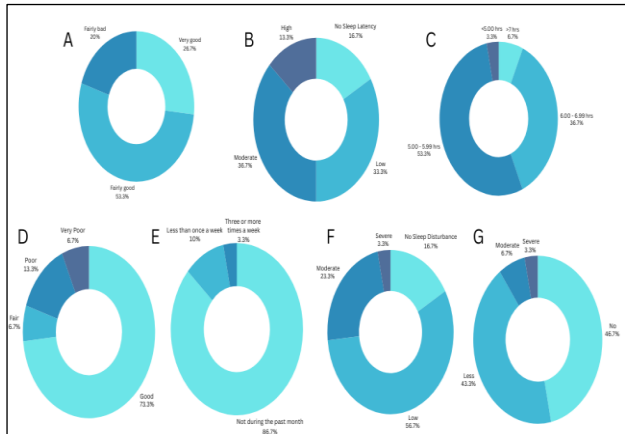 A
Fairly bad
20%
Very good
26.7%
Fairly good
53.3%
B
High
13.3%
No Sleep Latency
16.7%
Moderate
36.7%
Low
33.3%
C
<5.00 hrs
3.3%
>7 hrs
6.7%
6.00 - 6.99 hrs
36.7%
5.00 - 5.99 hrs
53.3%
D
Very Poor
6.7%
Poor
13.3%
Fair
6.7%
Good
73.3%
E
Less than once a week
10%
Three or more
times a week
3.3%
Not during the past month
86.7%
F
Severe
3.3%
No Sleep Disturbance
16.7%
Moderate
23.3%
Low
56.7%
G
Moderate
6.7%
Severe
3.3%
No
46.7%
Less
43.3%